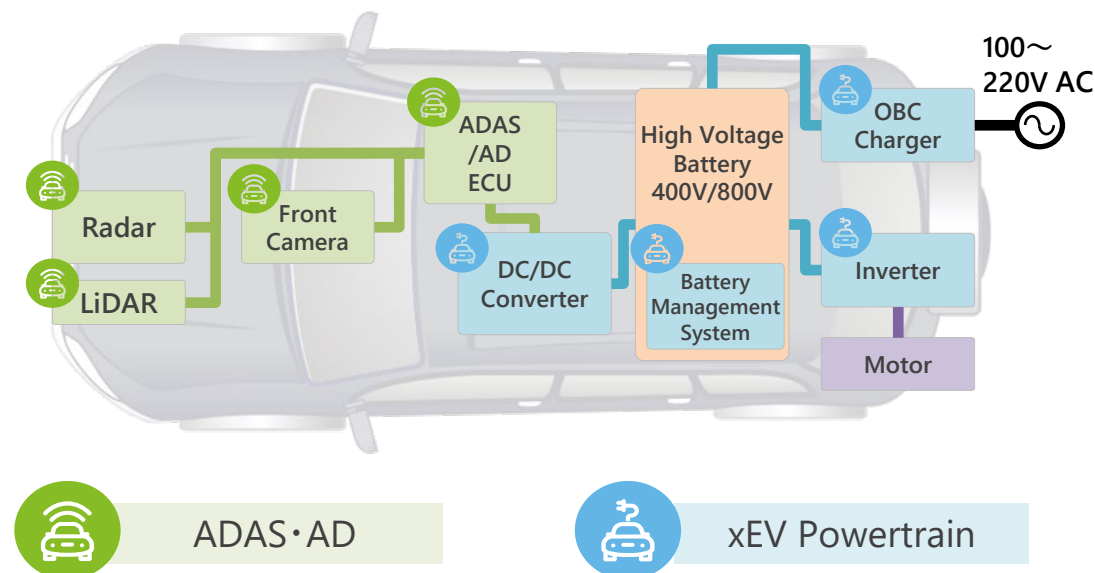 100～
220V AC
OBC
Charger
ADAS
/AD
ECU
High Voltage
Battery
400V/800V
Radar
Front
Camera
DC/DC
Converter
Battery
Management
System
Inverter
LiDAR
Motor
ADAS･AD
xEV Powertrain